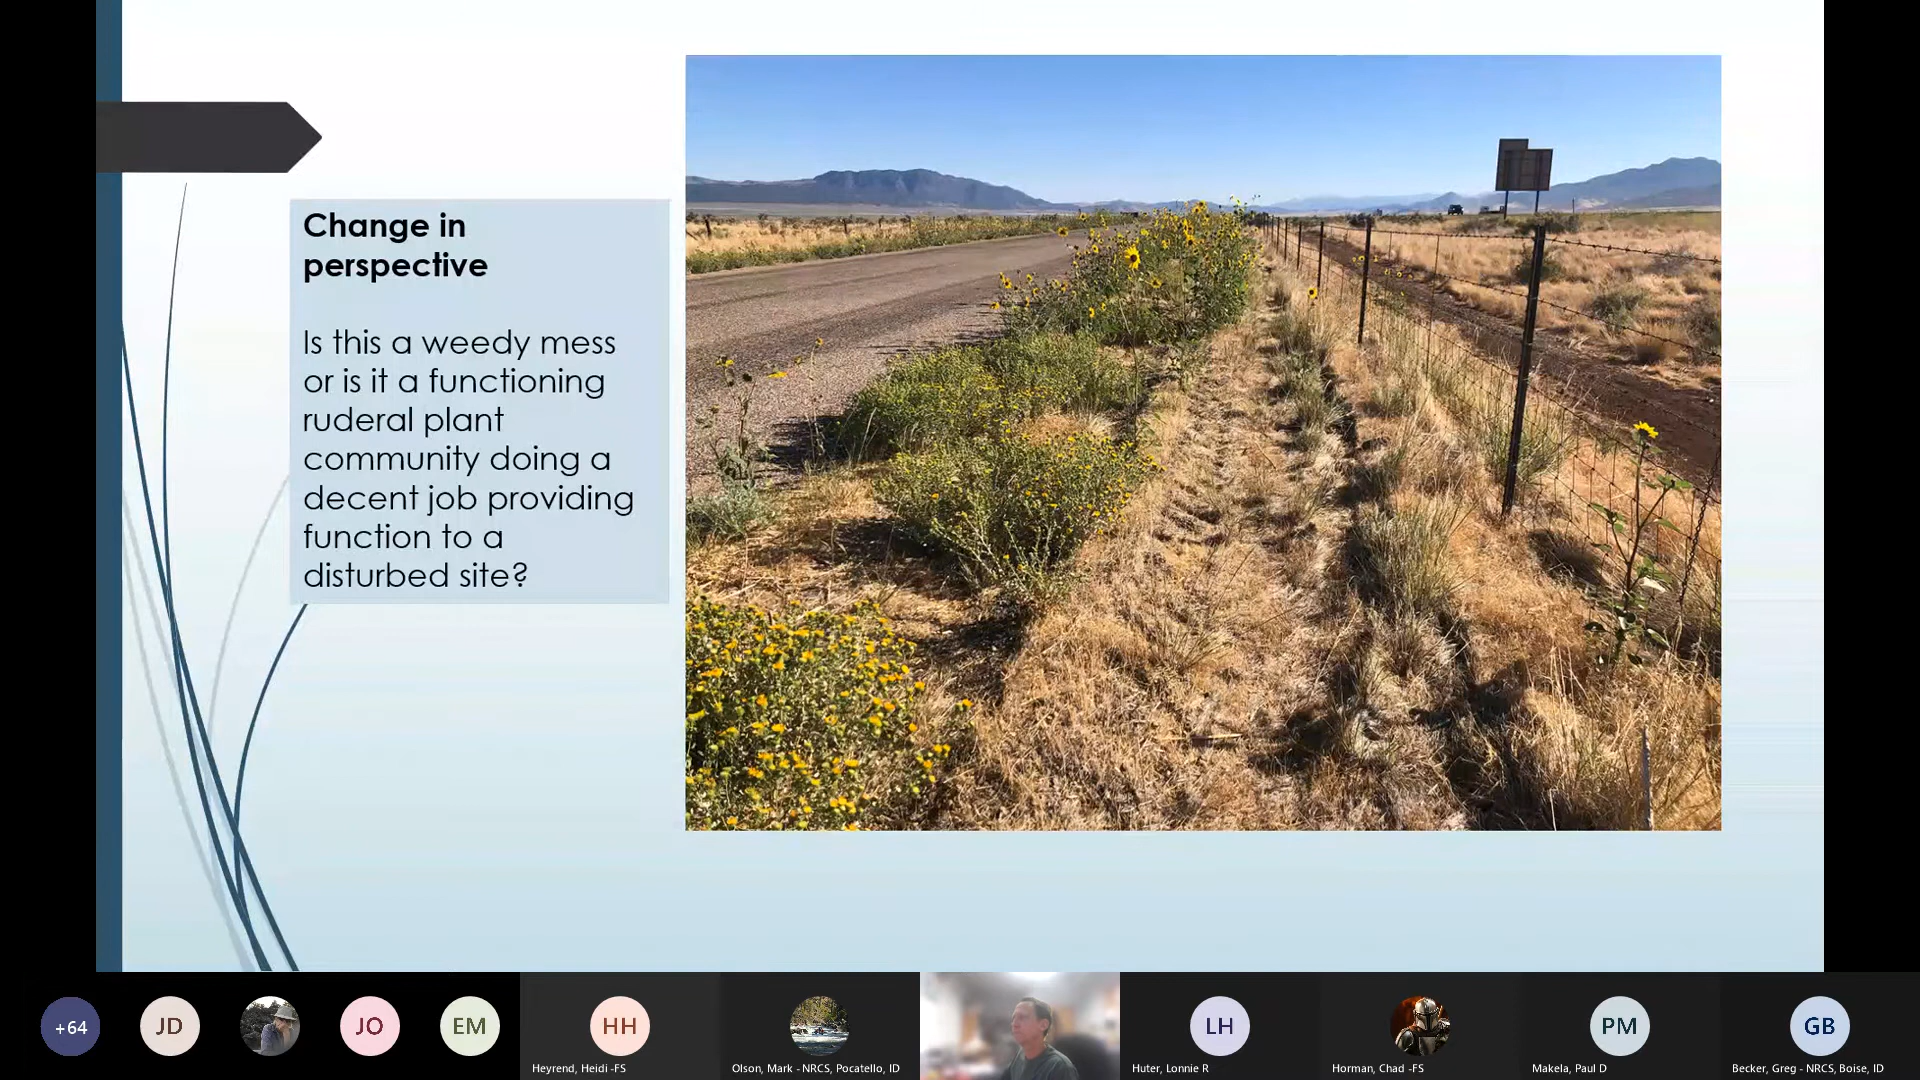 Change in
perspective
Is this a weedy mess
or is it a functioning
ruderal plant
community doing a
decent job providing
function to a
disturbed site?
+64
JD
JO
EM
HH
LH
PM
GB
Heyrend, Heidi -FS
Olson, Mark - NRCS, Pocatello, ID
Huter, Lonnie R
Horman, Chad -FS
Makela, Paul D
Becker, Greg - NRCS, Boise, ID